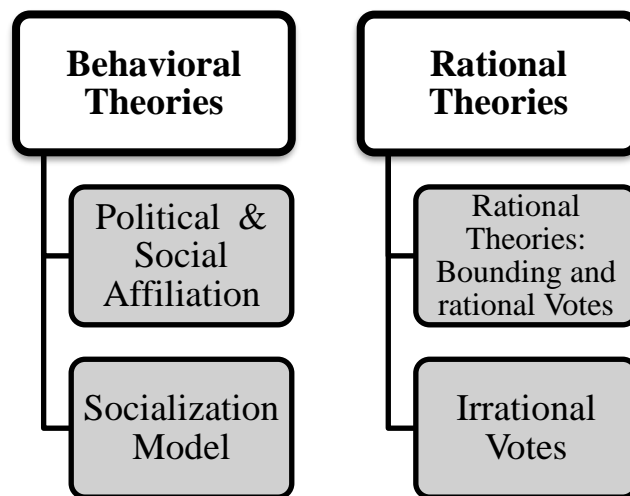 Behavioral
Theories
Political & 
Social
Affiliation
Socialization
Model
Rational
Theories
Rational
Theories:
Bounding and
rational Votes
Irrational
Votes